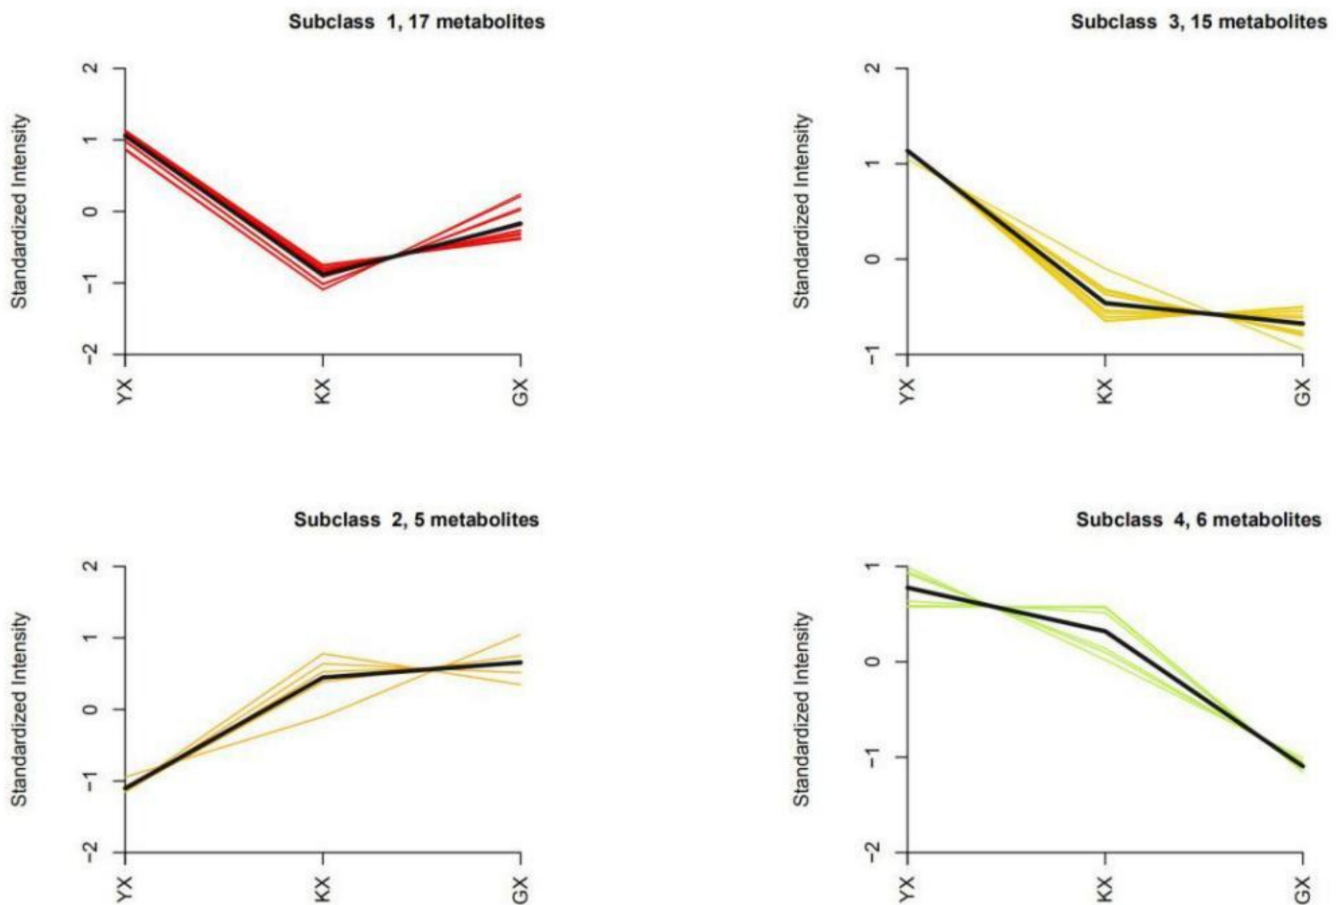 Subclass 1, 17 metabolites
Standardized Intensity
2
1
0
−1
−2
YX
KX
GX
Subclass 3, 15 metabolites
Standardized Intensity
2
1
0
−1
YX
KX
GX
Subclass 2, 5 metabolites
Standardized Intensity
2
1
0
−1
−2
YX
KX
GX
Subclass 4, 6 metabolites
Standardized Intensity
1
0
−1
−2
YX
KX
GX